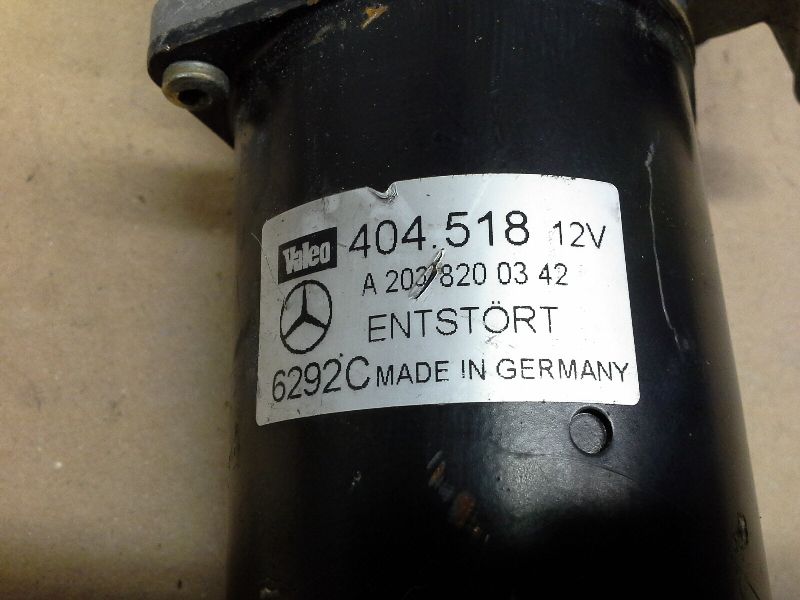 Valeo 404.518 12V
A 203 820 03 42
ENTSTÖRT
6292C MADE IN GERMANY